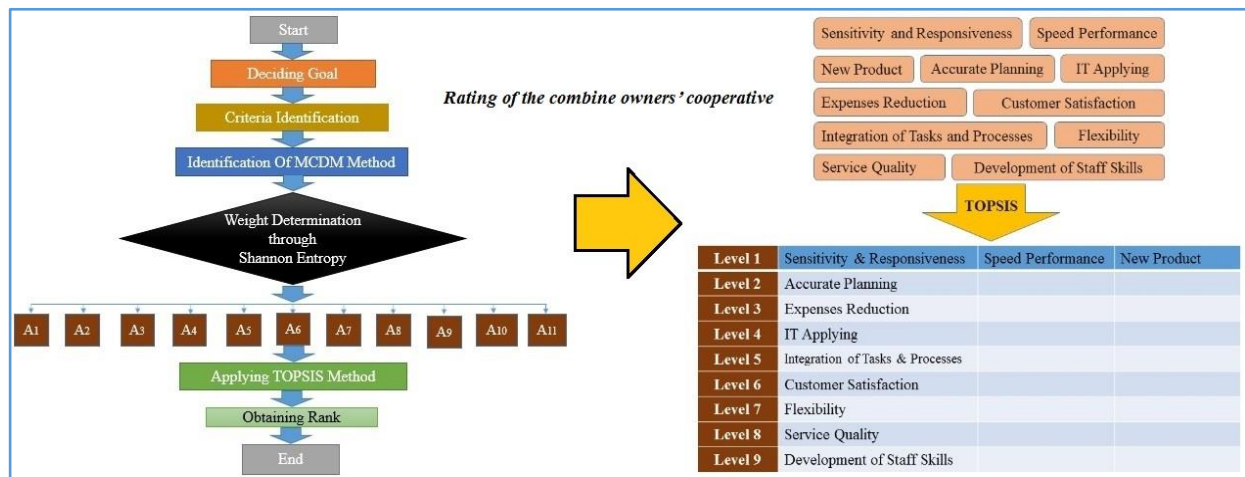 Start
Deciding Goal
Criteria Identification
Identification Of MCDM Method
Weight Determination
through
Shannon Entropy
A1 A2 A3 A4 A5 A6 A7 A8 A9 A10 A11
Applying TOPSIS Method
Obtaining Rank
End
Rating of the combine owners' cooperative
Sensitivity and Responsiveness Speed Performance
New Product Accurate Planning IT Applying
Expenses Reduction Customer Satisfaction
Integration of Tasks and Processes Flexibility
Service Quality Development of Staff Skills
TOPSIS
Level 1 Sensitivity & Responsiveness Speed Performance New Product
Level 2 Accurate Planning
Level 3 Expenses Reduction
Level 4 IT Applying
Level 5 Integration of Tasks & Processes
Level 6 Customer Satisfaction
Level 7 Flexibility
Level 8 Service Quality
Level 9 Development of Staff Skills